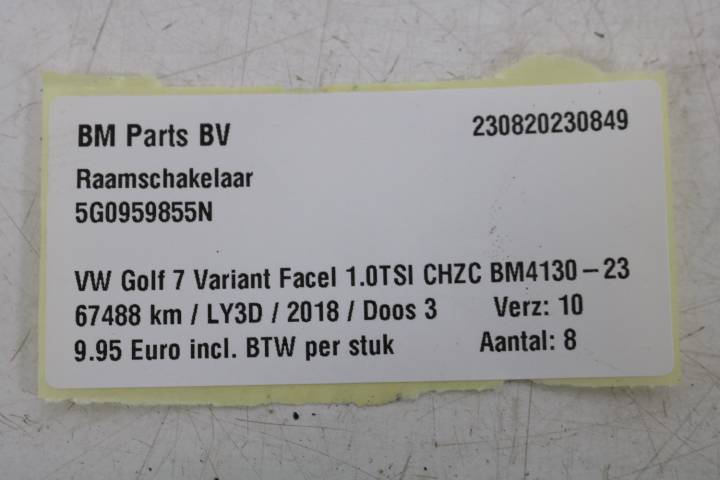 BM Parts BV 230820230849
Raamschakelaar
5G0959855N
VW Golf 7 Variant Facel 1.0TSI CHZC BM4130-23
67488 km / LY3D / 2018 / Doos 3 Verz: 10
9.95 Euro incl. BTW per stuk Aantal: 8